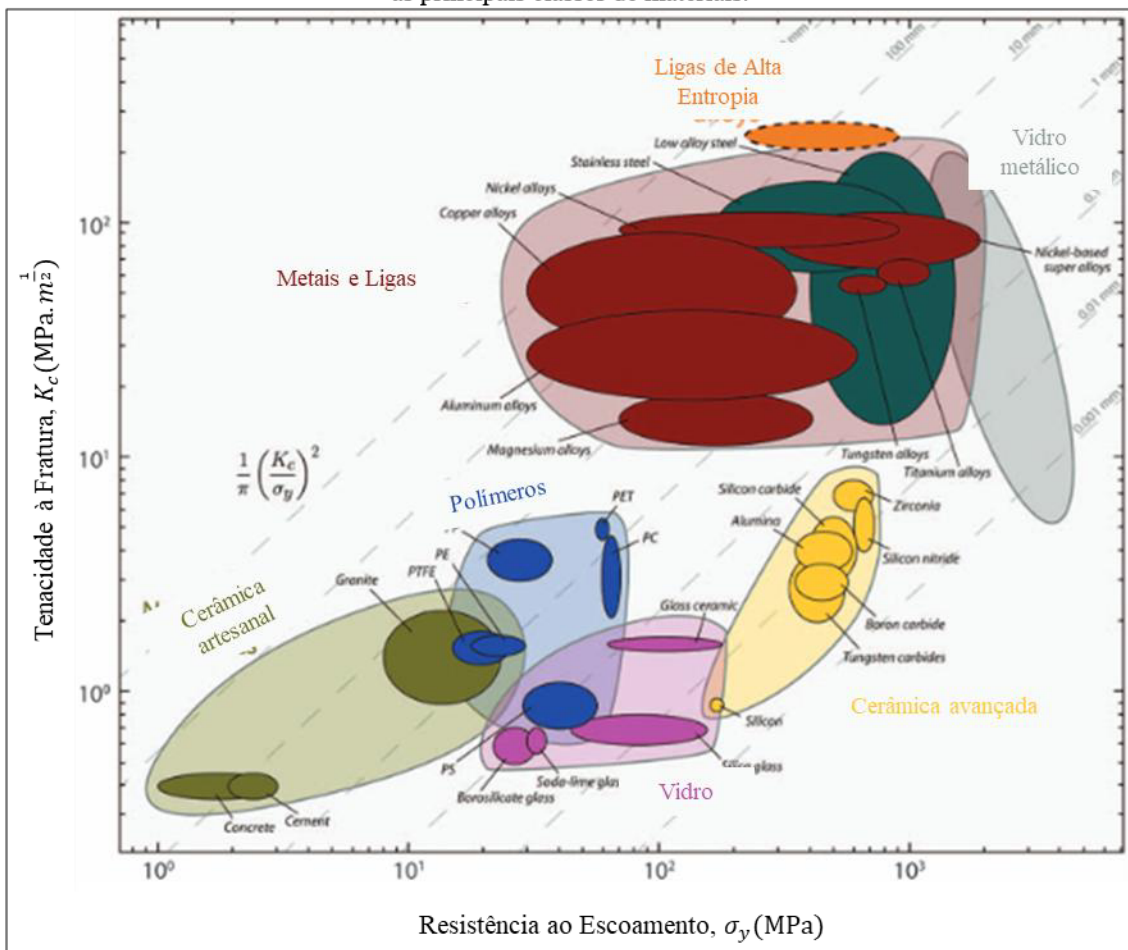 as principais classes de materiais.
Ligas de Alta
Entropia
100 mm
10 mm
1 mm
Low alloy steel
Vidro
metálico
Stainless steel
Nickel alloys
Copper alloys
10²
Nickel-based
super alloys
Metais e Ligas
0.01 mm
Tenacidade à Fratura, K_c (MPa.m^½)
Aluminum alloys
0.001 mm
Magnesium alloys
Tungsten alloys
Titanium alloys
10¹
1/π (K_c/σ_y)²
Polímeros
PET
Silicon carbide
Zirconia
Alumina
PC
PE
Silicon nitride
PTFE
Granite
Cerâmica
artesanal
Glass ceramic
Boron carbide
Tungsten carbides
10⁰
Cerâmica avançada
Silicon
PS
Soda-lime glas
glass
Borosilicate glass
Vidro
Cement
Concrete
10⁰ 10¹ 10² 10³
Resistência ao Escoamento, σ_y (MPa)